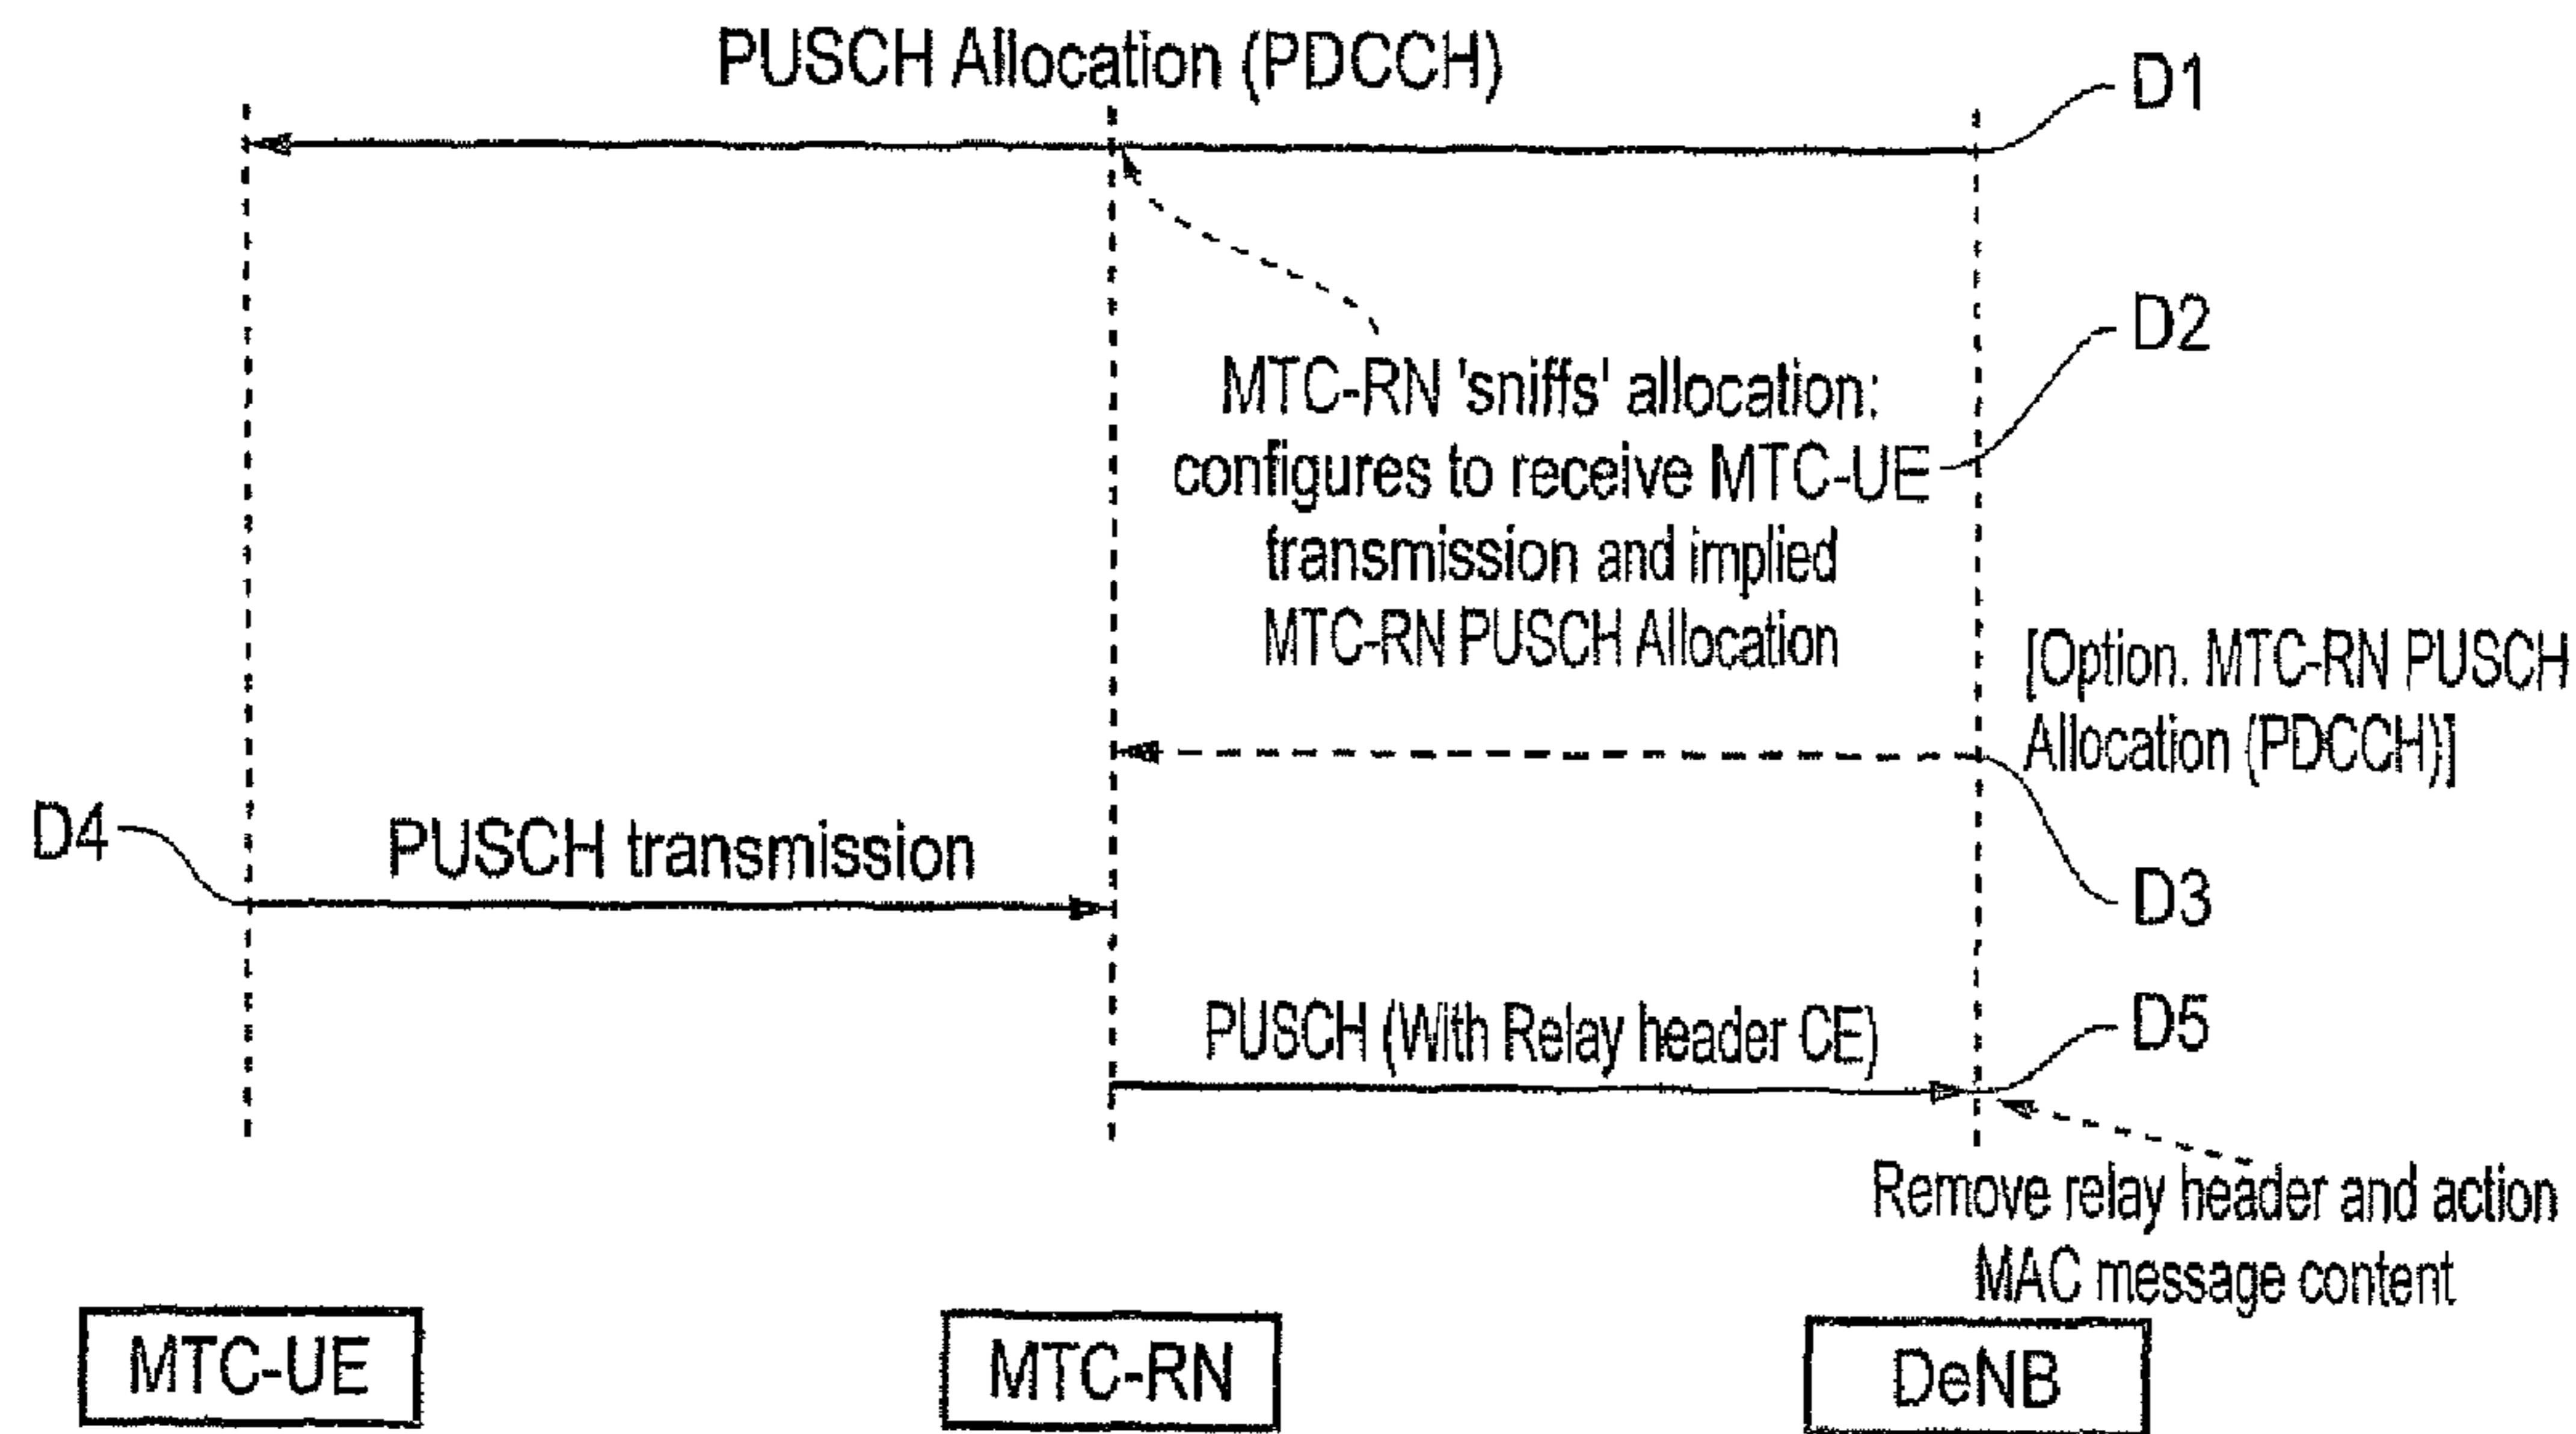 PUSCH Allocation (PDCCH)
D1
D2
MTC-RN 'sniffs' allocation:
configures to receive MTC-UE
transmission and implied
MTC-RN PUSCH Allocation
[Option. MTC-RN PUSCH
Allocation (PDCCH)]
D4
PUSCH transmission
D3
PUSCH (With Relay header CE)
D5
Remove relay header and action
MAC message content
MTC-UE
MTC-RN
DeNB